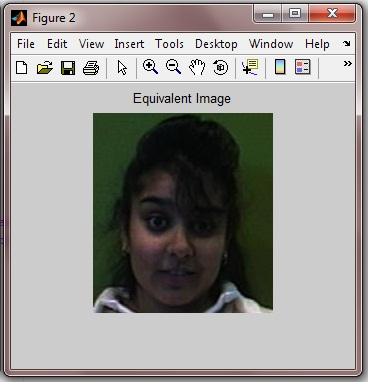 Figure 2
File Edit View Insert Tools Desktop Window Help
Equivalent Image